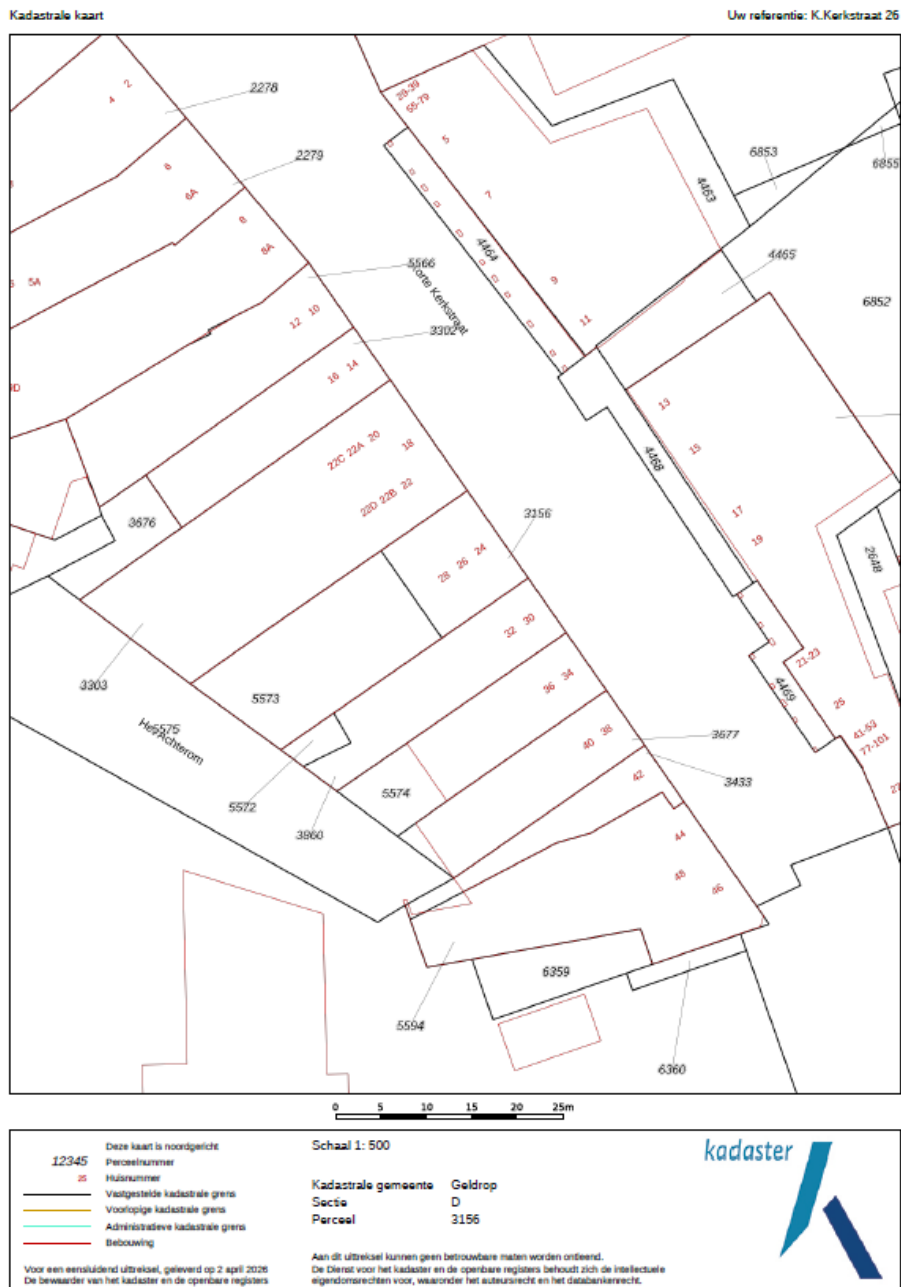 Kadastrale kaart
Uw referentie: K.Kerkstraat 26
2278
2
4
29-39
55-79
5
6853
6855
2279
6
6A
7
4463
8
8A
4464
5566
4465
9
5A
Korte Kerkstraat
6852
12 10
11
3302
16 14
13
22C 22A 20
18
15
4468
22D 22B 22
3676
3156
17
19
28 26 24
2648
32 30
3303
21-23
5573
36 34
4469
25
Het Achterom
5575
40 38
3677
41-53
77-101
42
3433
27
5572
5574
3860
44
48
46
6359
5594
6360
0 5 10 15 20 25m
Deze kaart is noordgericht
12345 Perceelnummer
25 Huisnummer
Vastgestelde kadastrale grens
Voorlopige kadastrale grens
Administratieve kadastrale grens
Bebouwing
Voor een eensluidend uittreksel, geleverd op 2 april 2026
De bewaarder van het kadaster en de openbare registers
Schaal 1: 500
Kadastrale gemeente Geldrop
Sectie D
Perceel 3156
Aan dit uittreksel kunnen geen betrouwbare maten worden ontleend.
De Dienst voor het kadaster en de openbare registers behoudt zich de intellectuele
eigendomsrechten voor, waaronder het auteursrecht en het databankenrecht.
kadaster